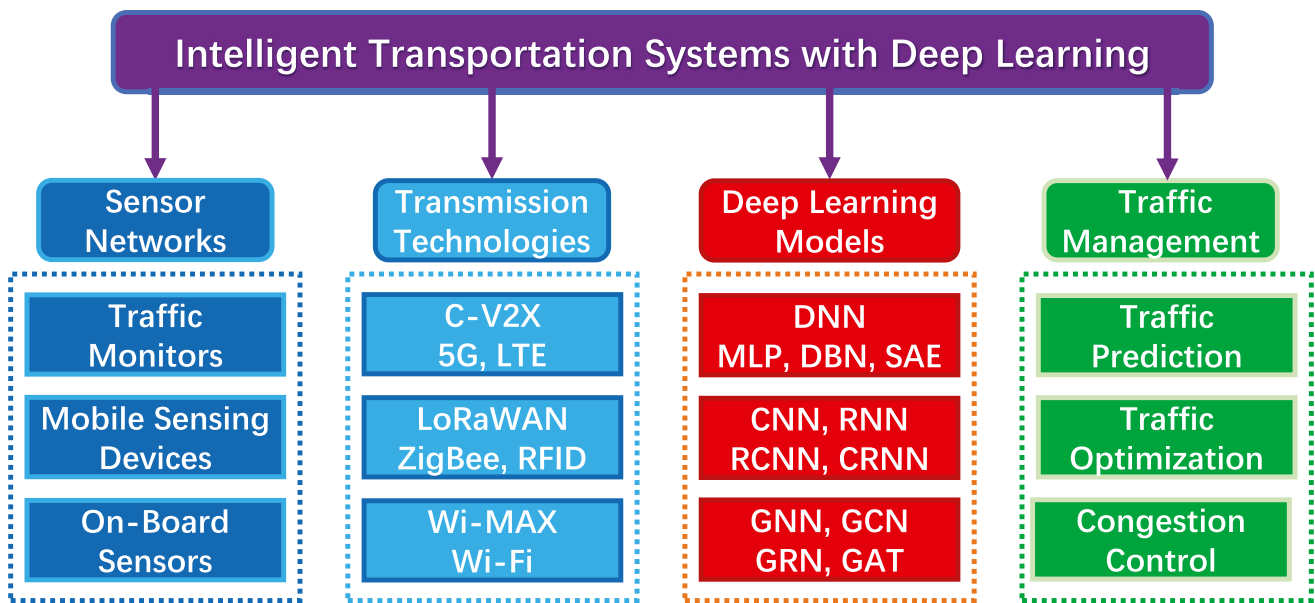 Intelligent Transportation Systems with Deep Learning
Sensor
Networks
Traffic
Monitors
Mobile Sensing
Devices
On-Board
Sensors
Transmission
Technologies
C-V2X
5G, LTE
LoRaWAN
ZigBee, RFID
Wi-MAX
Wi-Fi
Deep Learning
Models
DNN
MLP, DBN, SAE
CNN, RNN
RCNN, CRNN
GNN, GCN
GRN, GAT
Traffic
Management
Traffic
Prediction
Traffic
Optimization
Congestion
Control